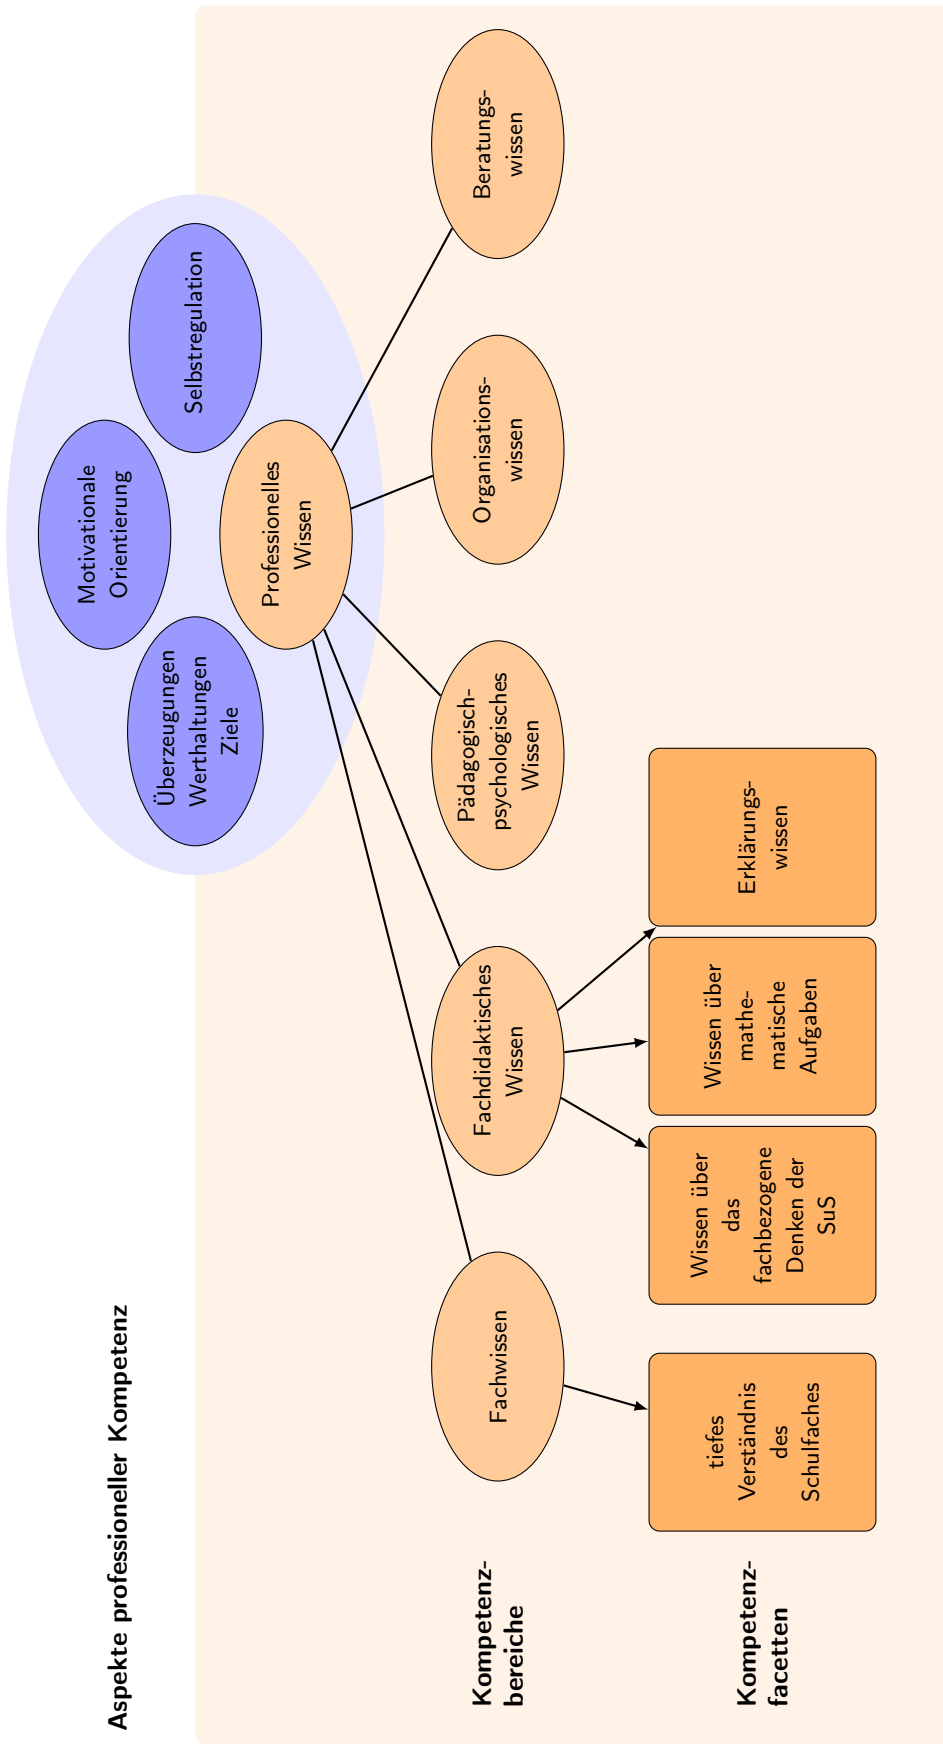 Aspekte professioneller Kompetenz
Motivationale
Orientierung
Überzeugungen
Werthaltungen
Ziele
Selbstregulation
Professionelles
Wissen
Kompetenz-
bereiche
Fachwissen
Fachdidaktisches
Wissen
Pädagogisch-
psychologisches
Wissen
Organisations-
wissen
Beratungs-
wissen
Kompetenz-
facetten
tiefes
Verständnis
des
Schulfaches
Wissen über
das
fachbezogene
Denken der
SuS
Wissen über
mathe-
matische
Aufgaben
Erklärungs-
wissen